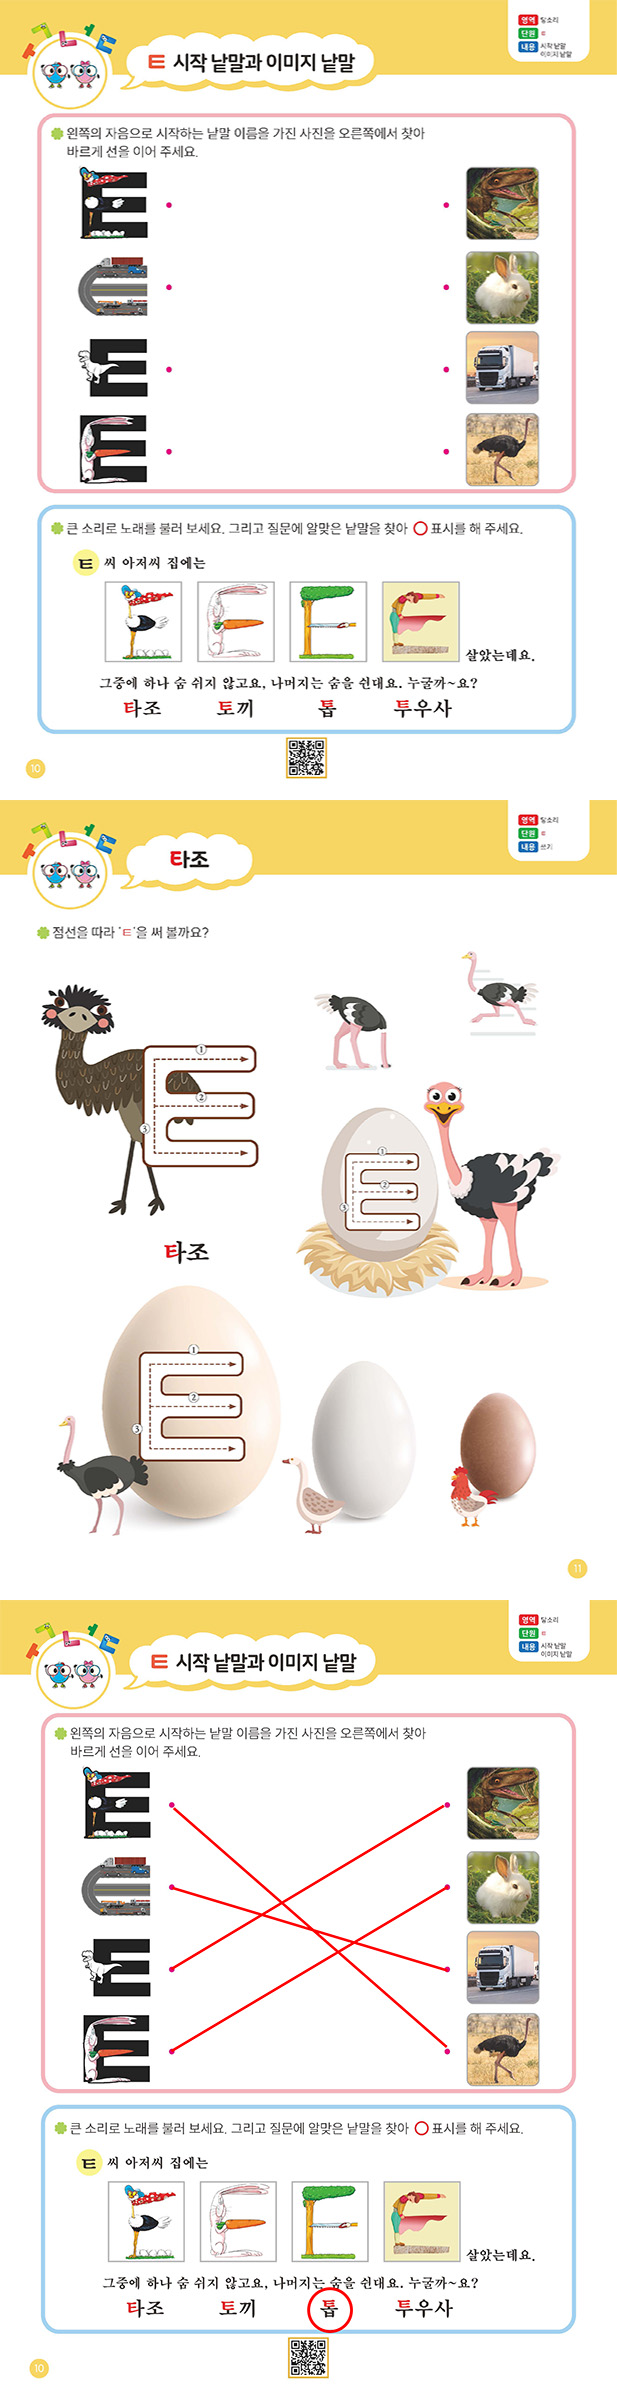 영역 말소리
단원 ㅌ
내용 시작 낱말
이미지 낱말
ㅌ 시작 낱말과 이미지 낱말
왼쪽의 자음으로 시작하는 낱말 이름을 가진 사진을 오른쪽에서 찾아
바르게 선을 이어 주세요.
큰 소리로 노래를 불러 보세요. 그리고 질문에 알맞은 낱말을 찾아 ◯ 표시를 해 주세요.
ㅌ 씨 아저씨 집에는
살았는데요.
그중에 하나 숨 쉬지 않고요, 나머지는 숨을 쉰대요. 누굴까~요?
타조 토끼 톱 투우사
10
영역 말소리
단원 ㅌ
내용 쓰기
타조
점선을 따라 'ㅌ'을 써 볼까요?
1
2
3
1
2
3
타조
1
2
3
11
영역 말소리
단원 ㅌ
내용 시작 낱말
이미지 낱말
ㅌ 시작 낱말과 이미지 낱말
왼쪽의 자음으로 시작하는 낱말 이름을 가진 사진을 오른쪽에서 찾아
바르게 선을 이어 주세요.
큰 소리로 노래를 불러 보세요. 그리고 질문에 알맞은 낱말을 찾아 ◯ 표시를 해 주세요.
ㅌ 씨 아저씨 집에는
살았는데요.
그중에 하나 숨 쉬지 않고요, 나머지는 숨을 쉰대요. 누굴까~요?
타조 토끼 톱 투우사
10